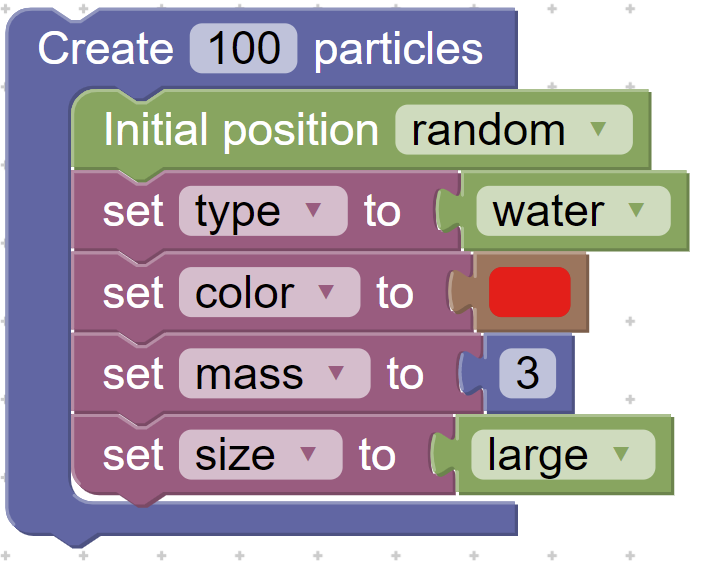 Create 100 particles
Initial position random
set type to water
set color to
set mass to 3
set size to large